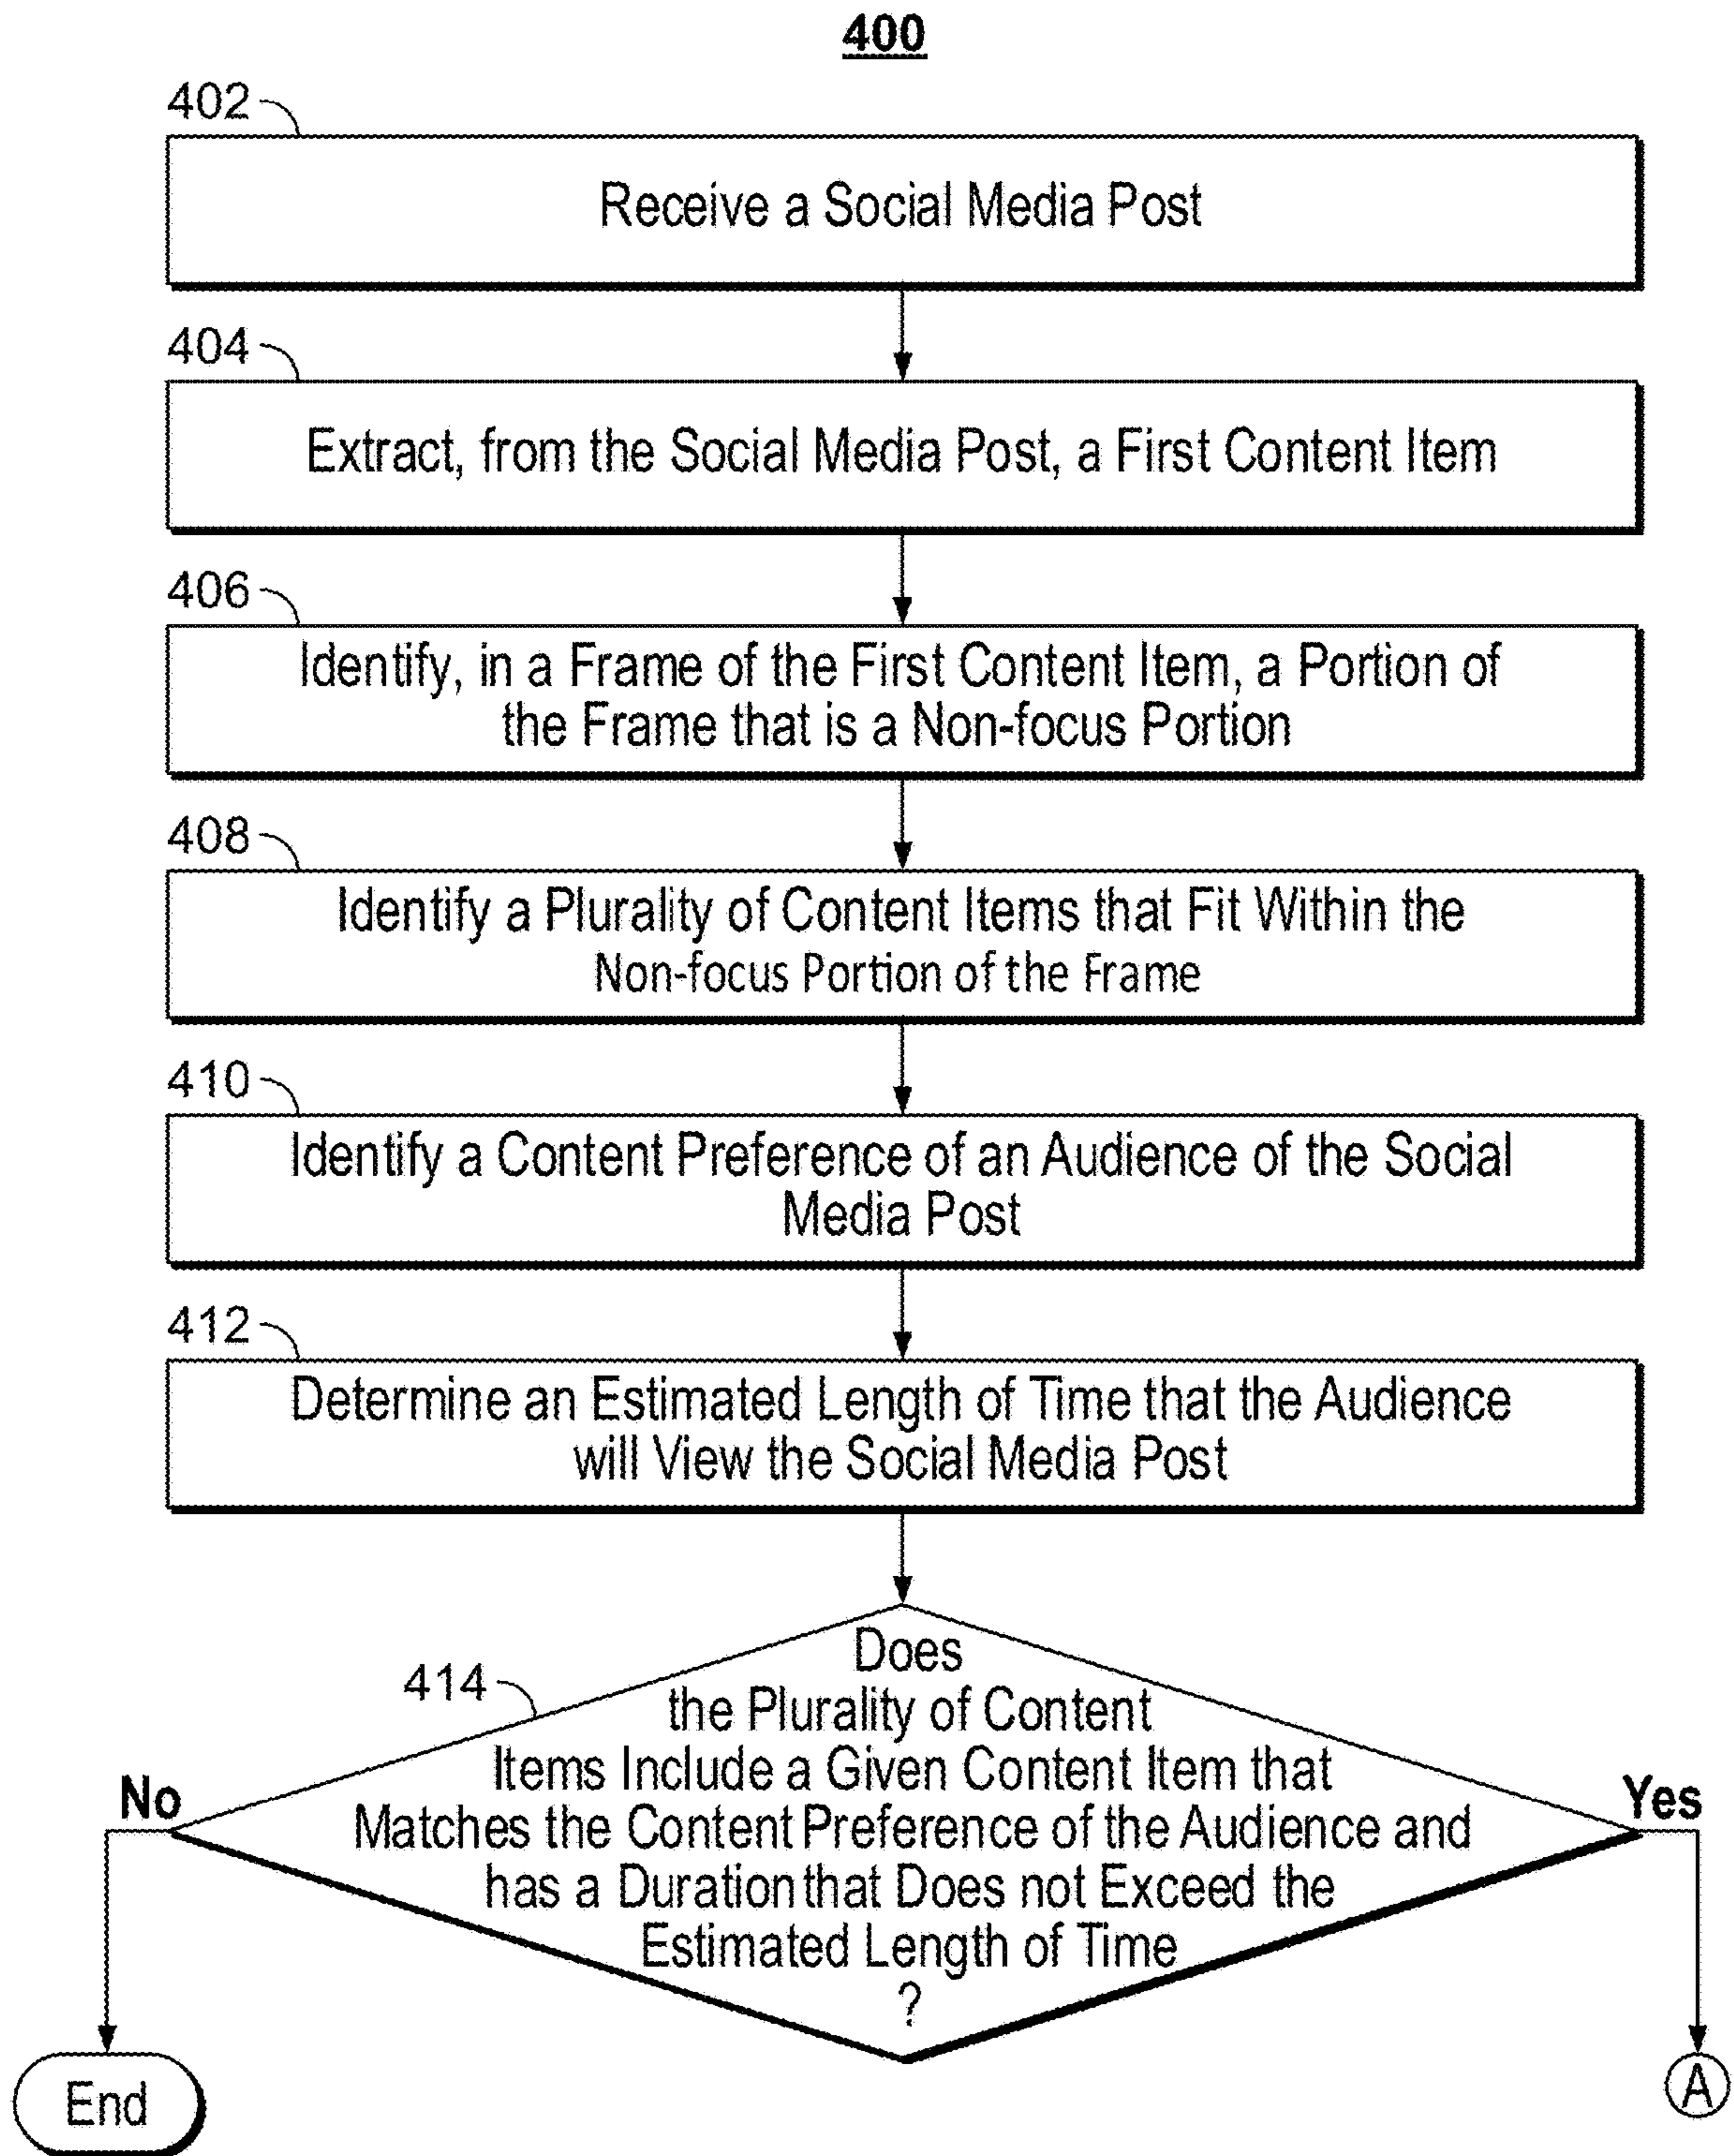 400
402
Receive a Social Media Post
404
Extract, from the Social Media Post, a First Content Item
406
Identify, in a Frame of the First Content Item, a Portion of
the Frame that is a Non-focus Portion
408
Identify a Plurality of Content Items that Fit Within the
Non-focus Portion of the Frame
410
Identify a Content Preference of an Audience of the Social
Media Post
412
Determine an Estimated Length of Time that the Audience
will View the Social Media Post
414
Does
the Plurality of Content
Items Include a Given Content Item that
Matches the Content Preference of the Audience and
has a Duration that Does not Exceed the
Estimated Length of Time
?
No
Yes
End
A